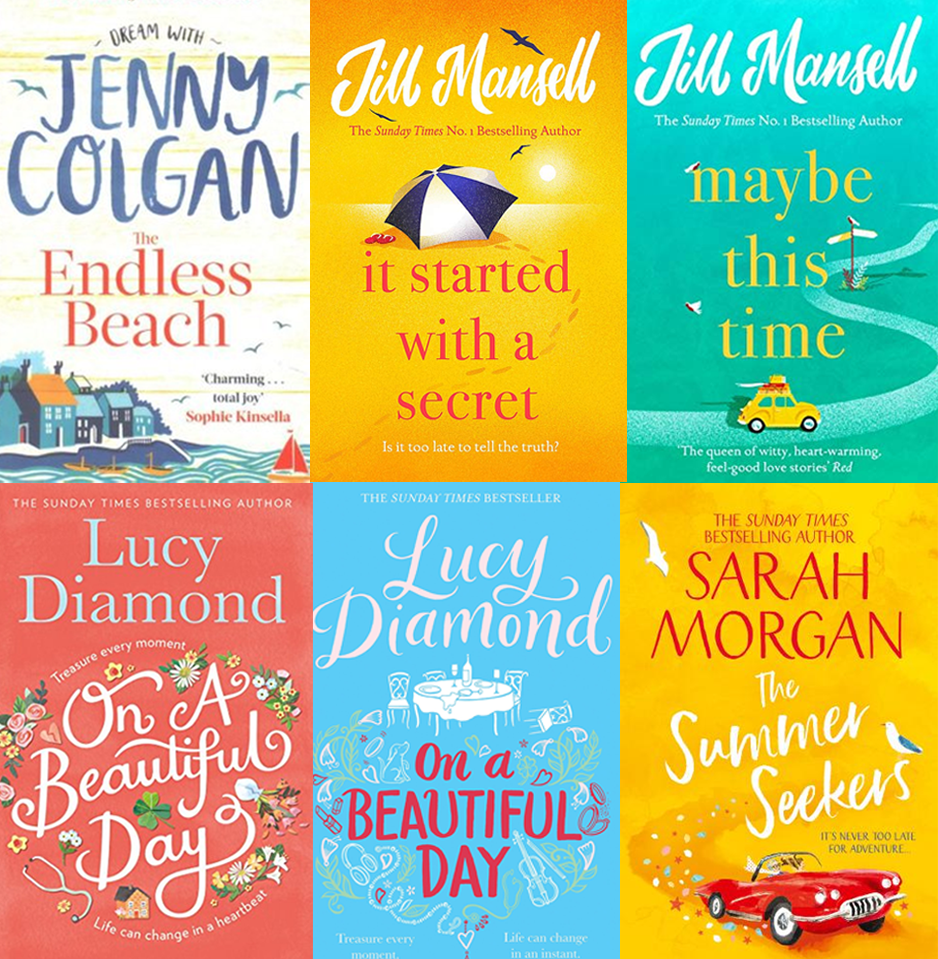 DREAM WITH
JENNY
COLGAN
The
Endless
Beach
'Charming . . .
total joy'
Sophie Kinsella
Jill Mansell
The Sunday Times No. 1 Bestselling Author
it started
with a
secret
Is it too late to tell the truth?
Jill Mansell
The Sunday Times No. 1 Bestselling Author
maybe
this
time
'The queen of witty, heart-warming,
feel-good love stories' Red
THE SUNDAY TIMES BESTSELLING AUTHOR
Lucy
Diamond
Treasure every moment
On A
Beautiful
Day
Life can change in a heartbeat
THE SUNDAY TIMES BESTSELLER
Lucy
Diamond
On a
BEAUTIFUL
DAY
Treasure every
moment.
Life can change
in an instant.
THE SUNDAY TIMES
BESTSELLING AUTHOR
SARAH
MORGAN
The
Summer
Seekers
IT'S NEVER TOO LATE
FOR ADVENTURE...